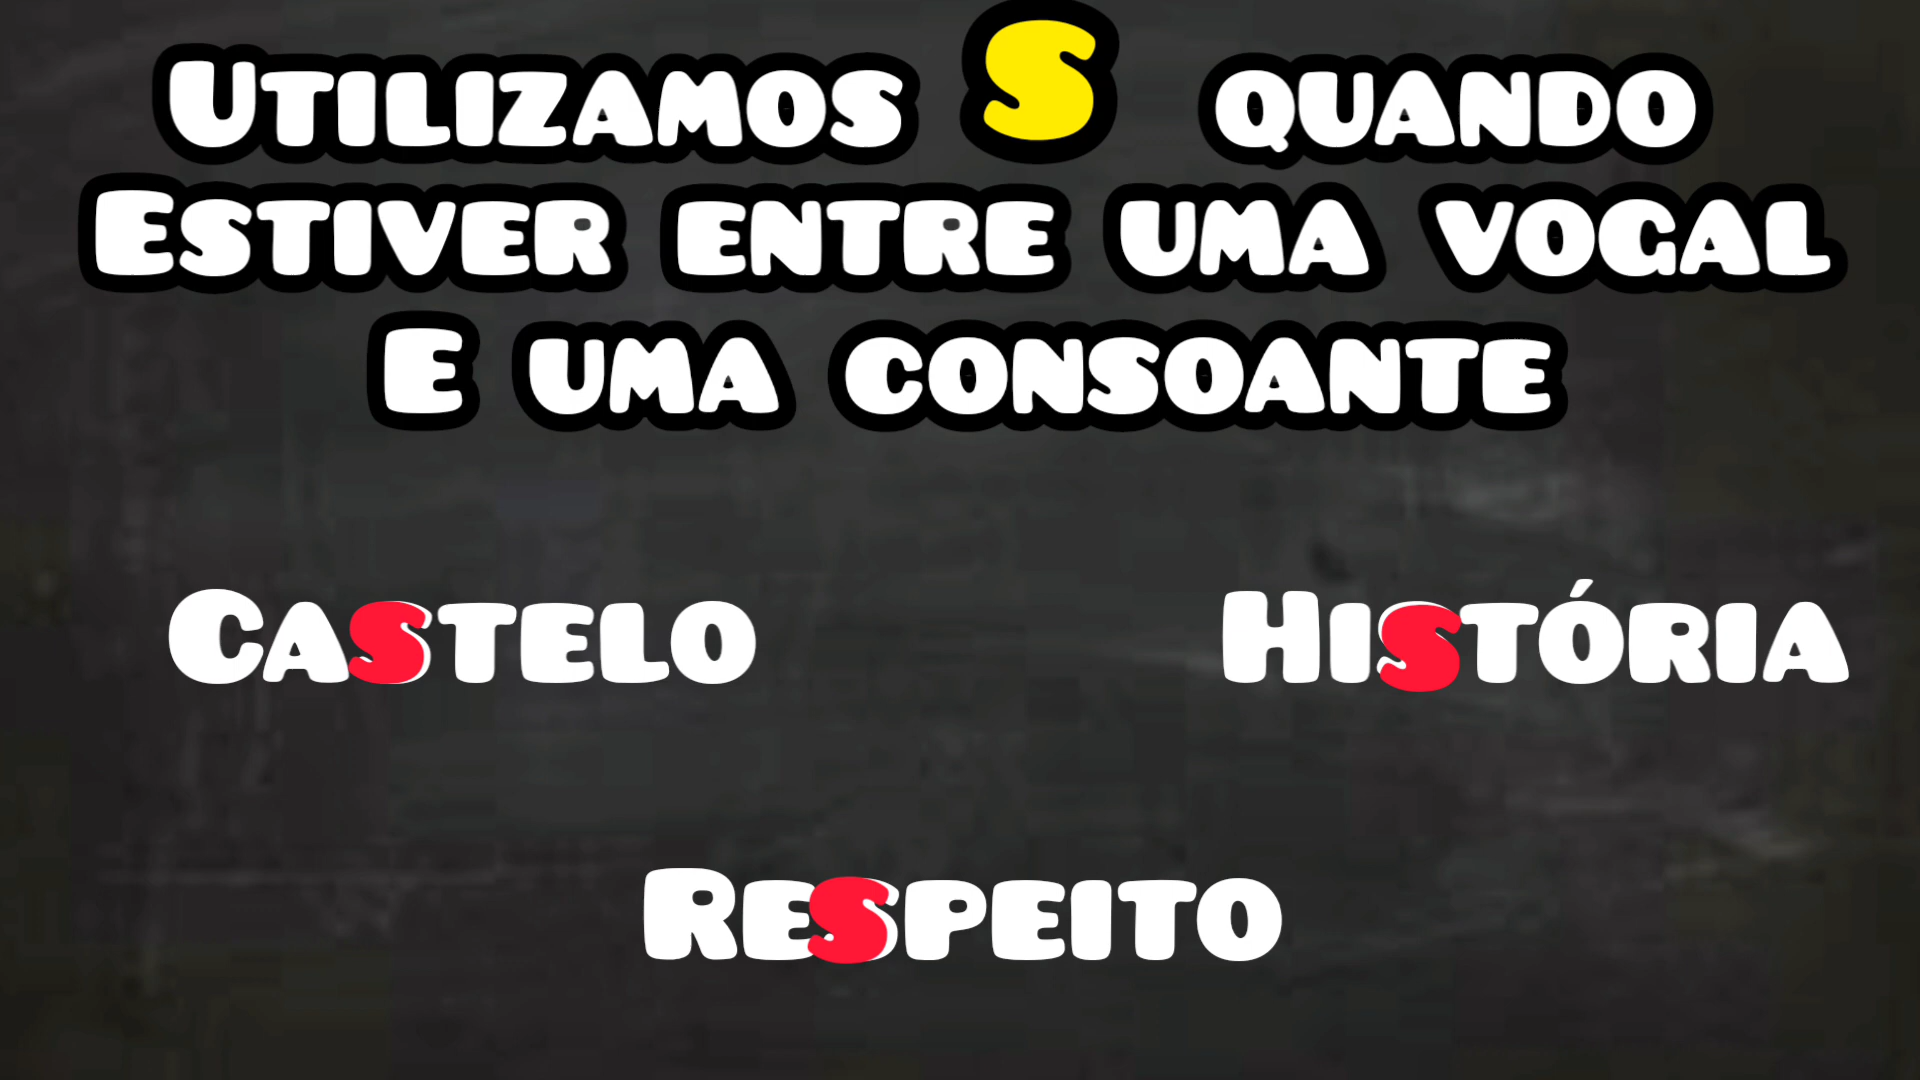 Utilizamos S quando
Estiver entre uma vogal
E uma consoante
Castelo História
Respeito